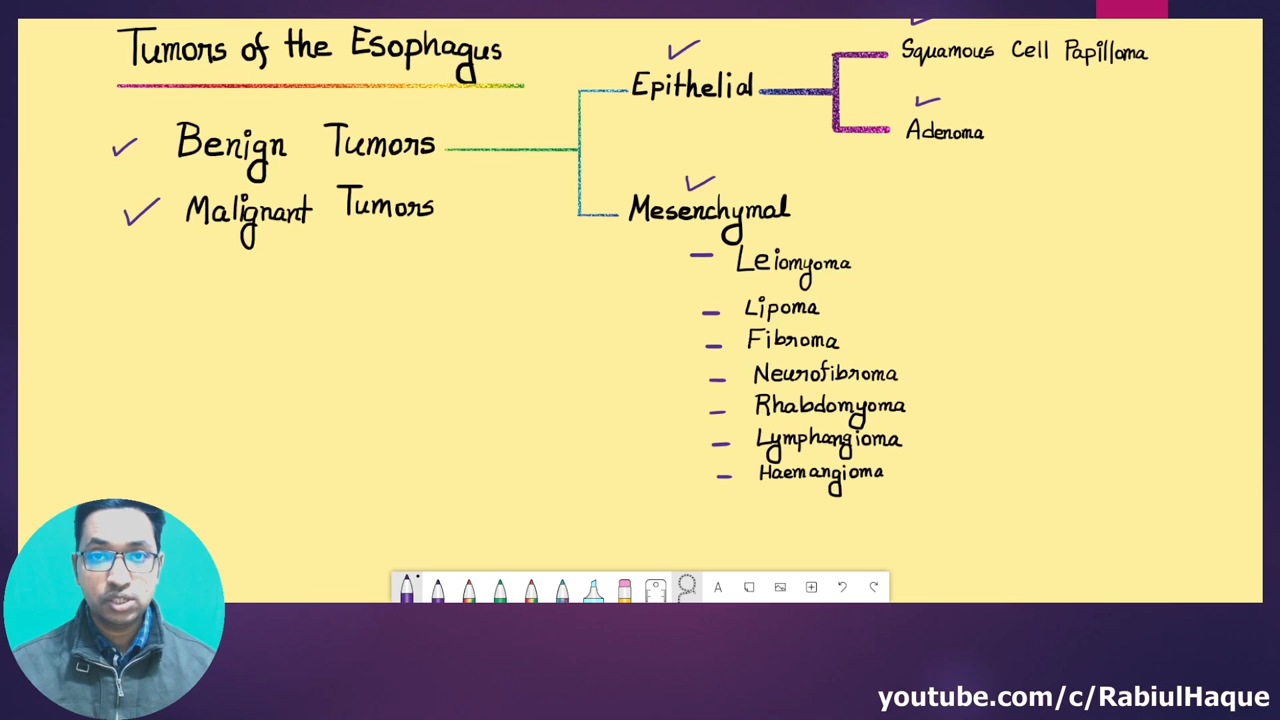 Tumors of the Esophagus
Benign Tumors
Malignant Tumors
Epithelial
Squamous Cell Papilloma
Adenoma
Mesenchymal
- Leiomyoma
- Lipoma
- Fibroma
- Neurofibroma
- Rhabdomyoma
- Lymphangioma
- Haemangioma
A
youtube.com/c/RabiulHaque